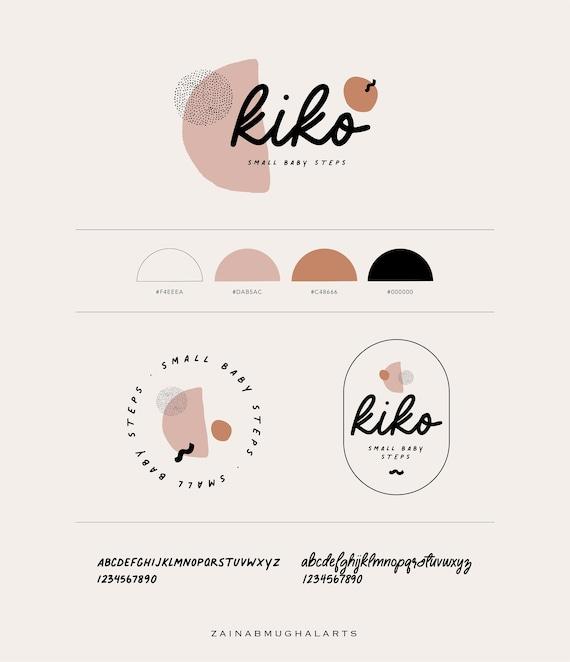 kiko
SMALL BABY STEPS
#F4EEEA
#DAB5AC
#C48666
#000000
SMALL BABY STEPS . SMALL BABY STEPS .
kiko
SMALL BABY
STEPS
ABCDEFGHIJKLMNOPQRSTUVWXYZ
1234567890
abcdefghijklmnopqrstuvwxyz
1234567890
ZAINABMUGHALARTS